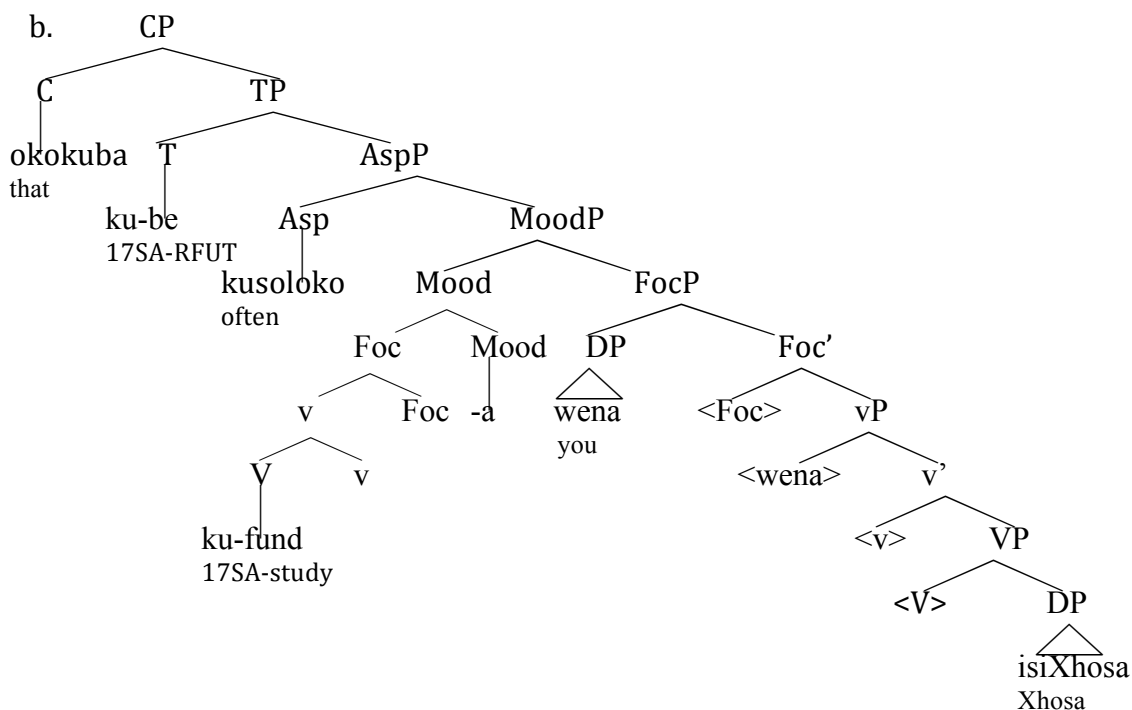 b. CP
C TP
okokuba T AspP
that
ku-be Asp MoodP
17SA-RFUT
kusoloko Mood FocP
often
Foc Mood DP Foc’
v Foc -a wena <Foc> vP
you
V v <wena> v’
ku-fund <v> VP
17SA-study
<V> DP
isiXhosa
Xhosa